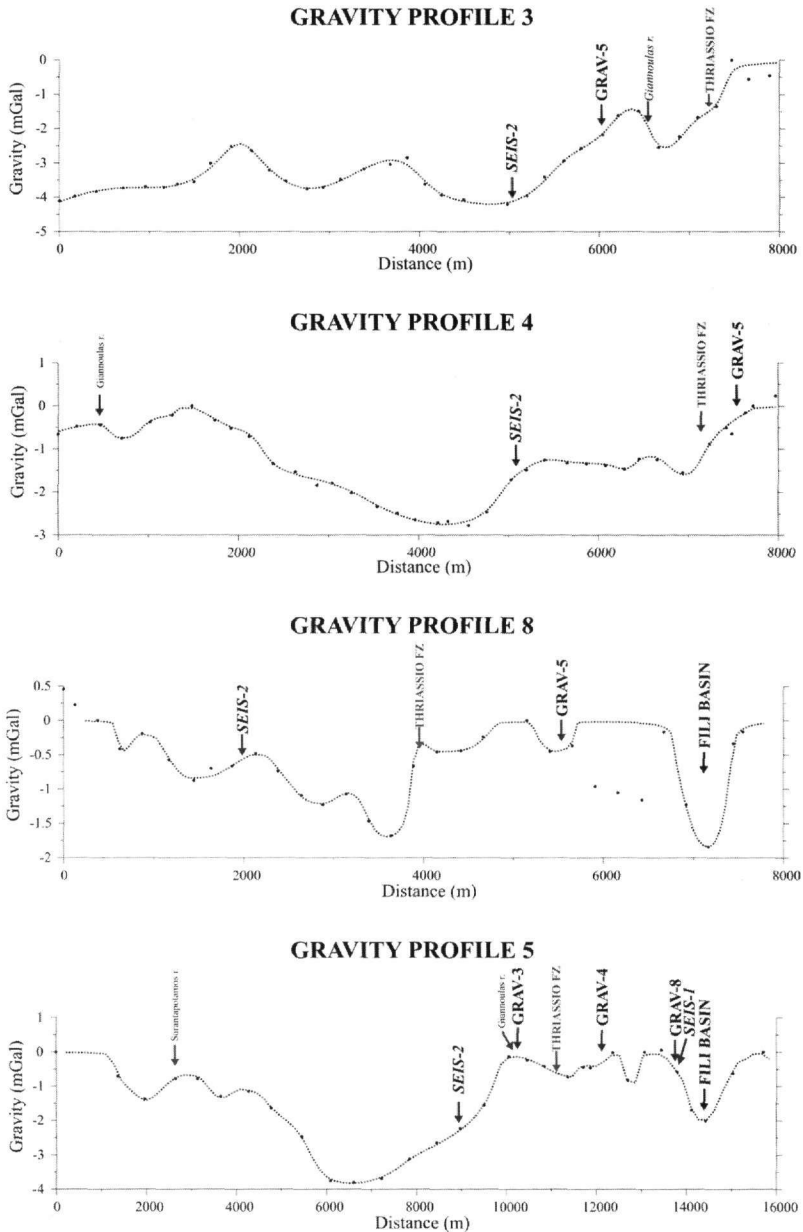 GRAVITY PROFILE 3
Gravity (mGal)
0
-1
-2
-3
-4
-5
SEIS-2
GRAV-5
Giannoulas r.
THRIASSIO FZ
0 2000 4000 6000 8000
Distance (m)
GRAVITY PROFILE 4
Gravity (mGal)
1
0
-1
-2
-3
Giannoulas r.
SEIS-2
THRIASSIO FZ
GRAV-5
0 2000 4000 6000 8000
Distance (m)
GRAVITY PROFILE 8
Gravity (mGal)
0.5
0
-0.5
-1
-1.5
-2
SEIS-2
THRIASSIO FZ
GRAV-5
FILI BASIN
0 2000 4000 6000 8000
Distance (m)
GRAVITY PROFILE 5
Gravity (mGal)
1
0
-1
-2
-3
-4
Sarantapotamos r.
SEIS-2
Giannoulas r.
GRAV-3
THRIASSIO FZ
GRAV-4
GRAV-8
SEIS-1
FILI BASIN
0 2000 4000 6000 8000 10000 12000 14000 16000
Distance (m)